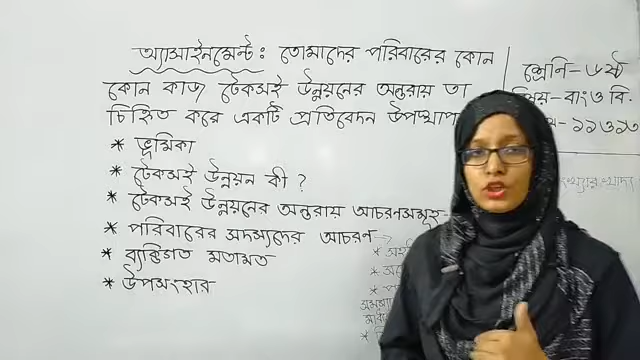 অ্যাসাইনমেন্ট: তোমাদের পরিবারের কোন
কোন কাজ টেকসই উন্নয়নের অন্তরায় তা
চিহ্নিত করে একটি প্রতিবেদন উপস্থাপ
* ভূমিকা
* টেকসই উন্নয়ন কী ?
* টেকসই উন্নয়নের অন্তরায় আচরনসমূহ-
* পরিবারের সদস্যদের আচরণ
* ব্যক্তিগত মতামত
* উপসংহার
শ্রেনি- ৬ষ্ঠ
বাংও বি.